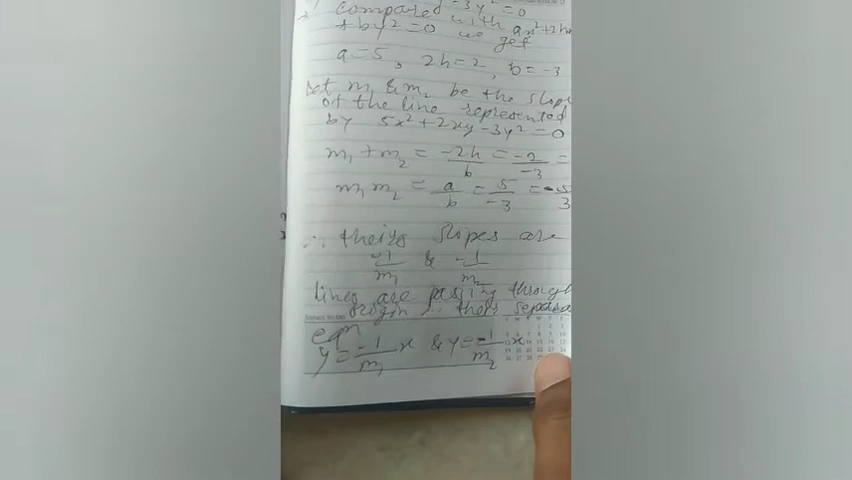 -3y² = 0
compared with ax²+2h
+by²=0 we get
a=5, 2h=2, b=-3
Let m₁ & m₂ be the slope
of the line represented
by 5x²+2xy-3y²=0
m₁+m₂ = -2h/b = -2/-3 =
m₁m₂ = a/b = 5/-3 = -5/3
∴ theirs slopes are
-1/m₁ & -1/m₂
lines are passing through
origin ∴ their separate
eqn
y = -1/m₁ x & y = -1/m₂ x